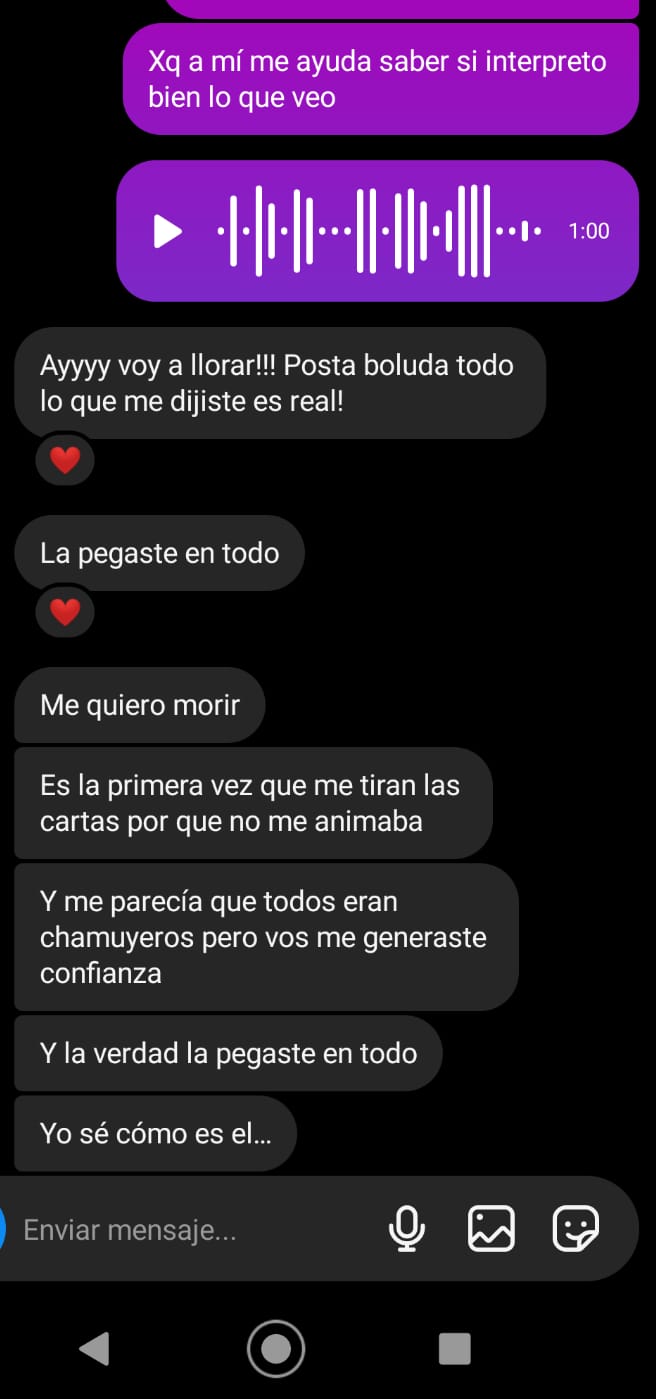 Xq a mí me ayuda saber si interpreto
bien lo que veo
1:00
Ayyyy voy a llorar!!! Posta boluda todo
lo que me dijiste es real!
La pegaste en todo
Me quiero morir
Es la primera vez que me tiran las
cartas por que no me animaba
Y me parecía que todos eran
chamuyeros pero vos me generaste
confianza
Y la verdad la pegaste en todo
Yo sé cómo es el...
Enviar mensaje...